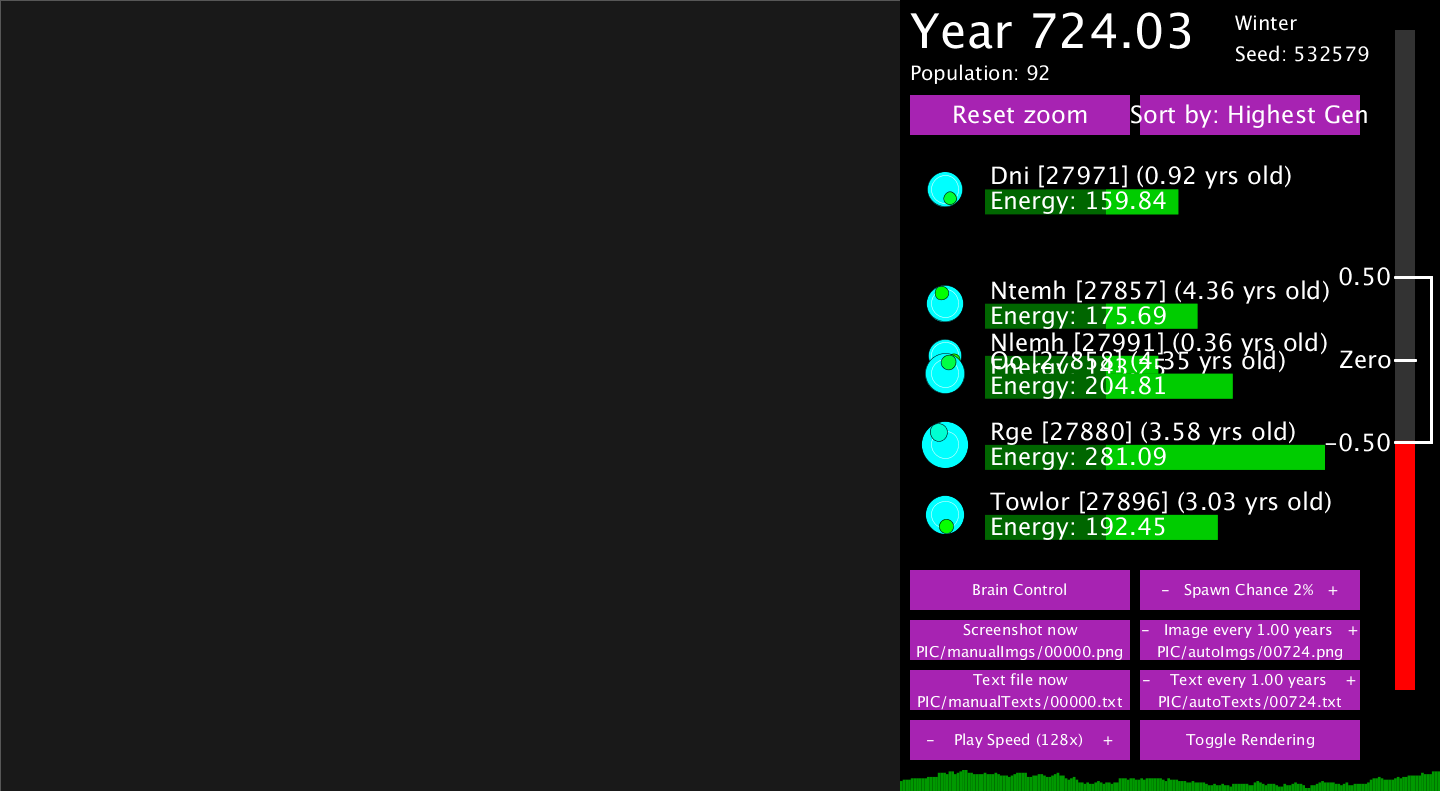 Year 724.03
Winter
Seed: 532579
Population: 92
Reset zoom
Sort by: Highest Gen
Dni [27971] (0.92 yrs old)
Energy: 159.84
0.50
Ntemh [27857] (4.36 yrs old)
Energy: 175.69
Nlemh [27991] (0.36 yrs old)
[27858] (4.35 yrs old)
Zero
Energy: 204.81
Rge [27880] (3.58 yrs old)
-0.50
Energy: 281.09
Towlor [27896] (3.03 yrs old)
Energy: 192.45
Brain Control
- Spawn Chance 2% +
Screenshot now
PIC/manualImgs/00000.png
- Image every 1.00 years +
PIC/autoImgs/00724.png
Text file now
PIC/manualTexts/00000.txt
- Text every 1.00 years +
PIC/autoTexts/00724.txt
- Play Speed (128x) +
Toggle Rendering